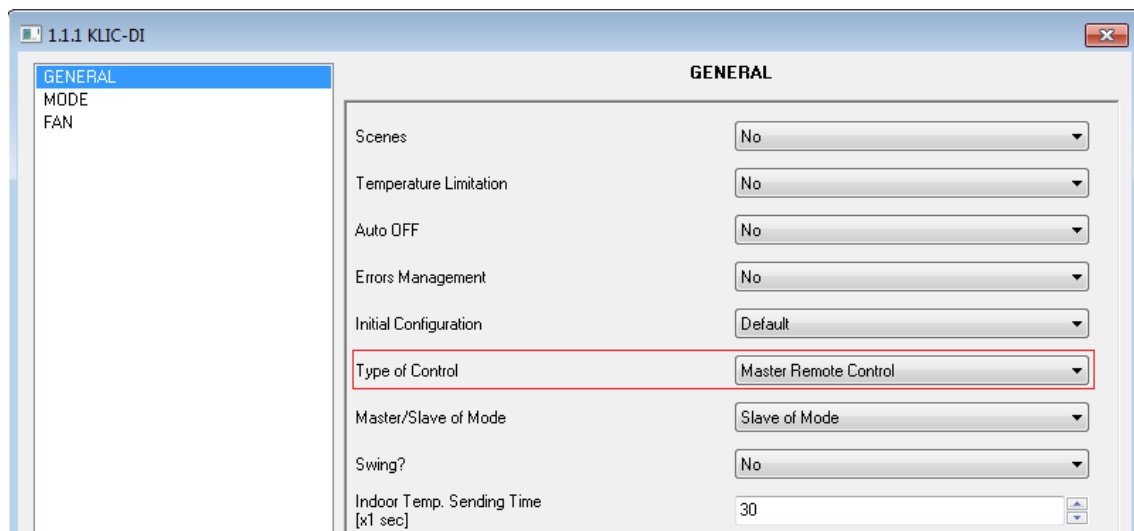 1.1.1 KLIC-DI
GENERAL
MODE
FAN
GENERAL
Scenes No
Temperature Limitation No
Auto OFF No
Errors Management No
Initial Configuration Default
Type of Control Master Remote Control
Master/Slave of Mode Slave of Mode
Swing? No
Indoor Temp. Sending Time
[x1 sec] 30